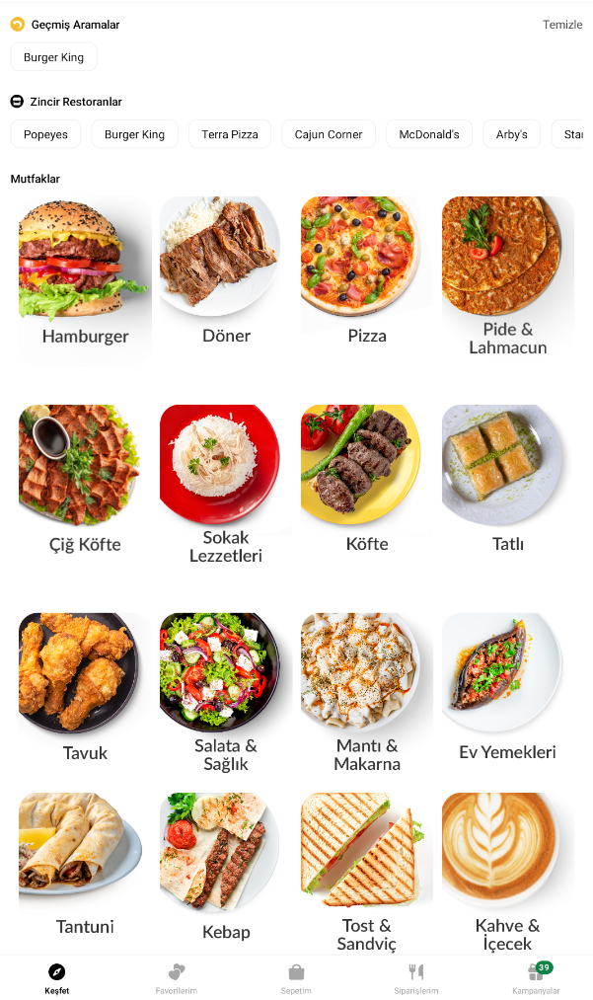 Geçmiş Aramalar
Temizle
Burger King
Zincir Restoranlar
Popeyes
Burger King
Terra Pizza
Cajun Corner
McDonald's
Arby's
Mutfaklar
Hamburger
Döner
Pizza
Pide &
Lahmacun
Çiğ Köfte
Sokak
Lezzetleri
Köfte
Tatlı
Tavuk
Salata &
Sağlık
Mantı &
Makarna
Ev Yemekleri
Tantuni
Kebap
Tost &
Sandviç
Kahve &
İçecek
39
Keşfet
Favorilerim
Sepetim
Siparişlerim
Kampanyalar